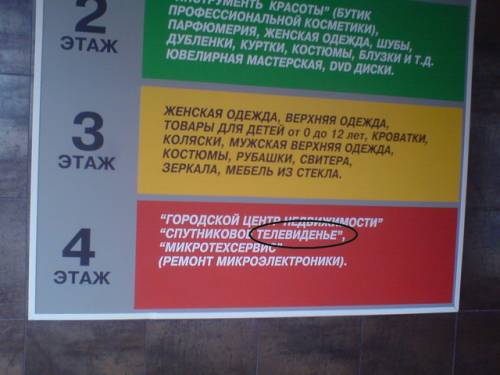 2
ЭТАЖ
"ИНСТРУМЕНТЬ КРАСОТЫ" (БУТИК
ПРОФЕССИОНАЛЬНОЙ КОСМЕТИКИ),
ПАРФЮМЕРИЯ, ЖЕНСКАЯ ОДЕЖДА, ШУБЫ,
ДУБЛЕНКИ, КУРТКИ, КОСТЮМЫ, БЛУЗКИ И Т.Д.
ЮВЕЛИРНАЯ МАСТЕРСКАЯ, DVD ДИСКИ.
3
ЭТАЖ
ЖЕНСКАЯ ОДЕЖДА, ВЕРХНЯЯ ОДЕЖДА,
ТОВАРЫ ДЛЯ ДЕТЕЙ от 0 до 12 лет, КРОВАТКИ,
КОЛЯСКИ, МУЖСКАЯ ВЕРХНЯЯ ОДЕЖДА,
КОСТЮМЫ, РУБАШКИ, СВИТЕРА,
ЗЕРКАЛА, МЕБЕЛЬ ИЗ СТЕКЛА.
4
ЭТАЖ
"ГОРОДСКОЙ ЦЕНТР НЕДВИЖИМОСТИ"
"СПУТНИКОВОЕ ТЕЛЕВИДЕНЬЕ",
"МИКРОТЕХСЕРВИС"
(РЕМОНТ МИКРОЭЛЕКТРОНИКИ).